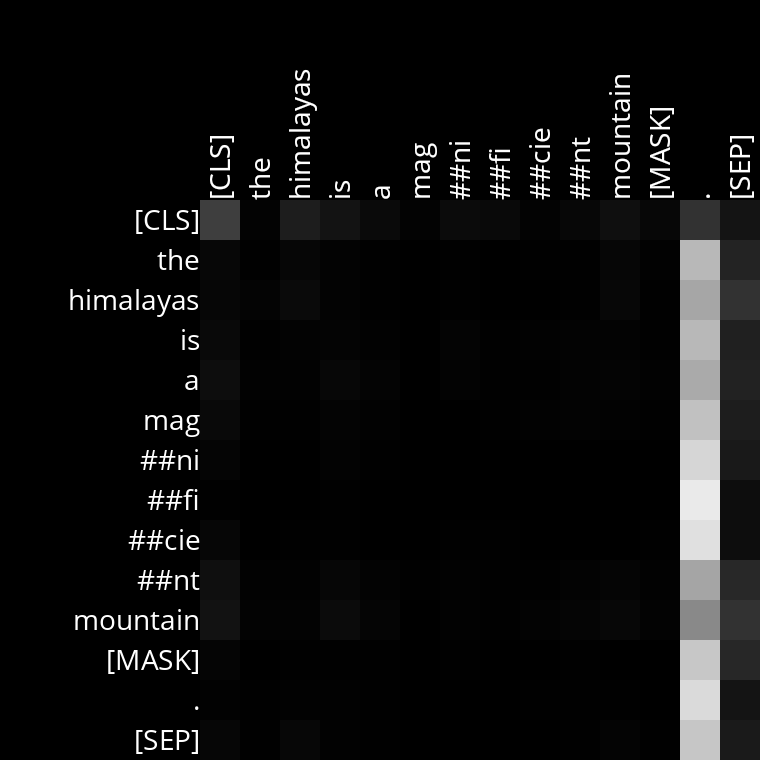 [CLS]
the
himalayas
is
a
mag
##ni
##fi
##cie
##nt
mountain
[MASK]
.
[SEP]
[CLS]
the
himalayas
is
a
mag
##ni
##fi
##cie
##nt
mountain
[MASK]
.
[SEP]